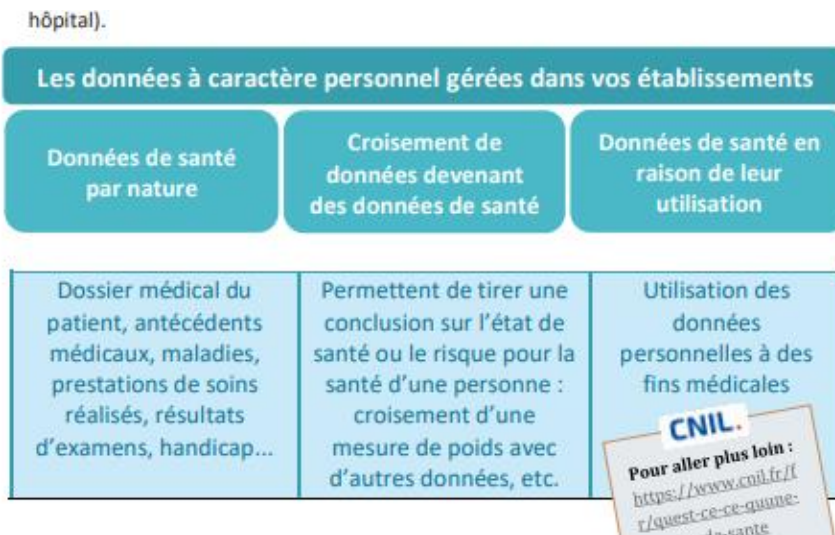 hôpital).
Les données à caractère personnel gérées dans vos établissements
Données de santé
par nature
Croisement de
données devenant
des données de santé
Données de santé en
raison de leur
utilisation
Dossier médical du
patient, antécédents
médicaux, maladies,
prestations de soins
réalisés, résultats
d'examens, handicap...
Permettent de tirer une
conclusion sur l'état de
santé ou le risque pour la
santé d'une personne :
croisement d'une
mesure de poids avec
d'autres données, etc.
Utilisation des
données
personnelles à des
fins médicales
CNIL.
Pour aller plus loin :
https://www.cnil.fr/f
r/quest-ce-ce-quune-
de-sante